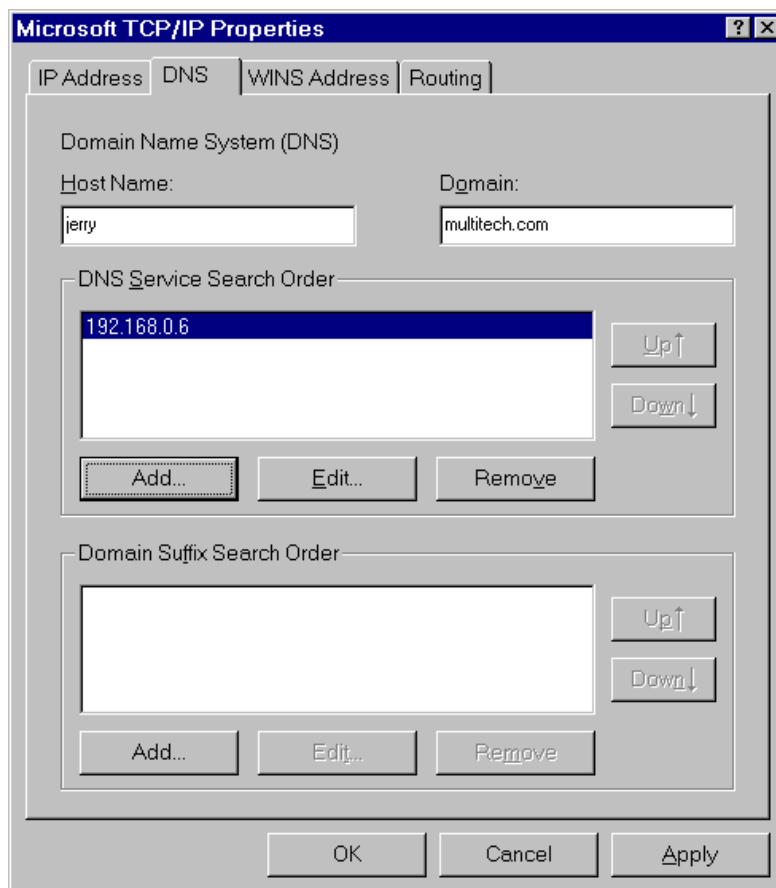 Microsoft TCP/IP Properties
IP Address DNS WINS Address Routing
Domain Name System (DNS)
Host Name: Domain:
jerry multitech.com
DNS Service Search Order
192.168.0.6
Up
Down
Add... Edit... Remove
Domain Suffix Search Order
Up
Down
Add... Edit... Remove
OK Cancel Apply